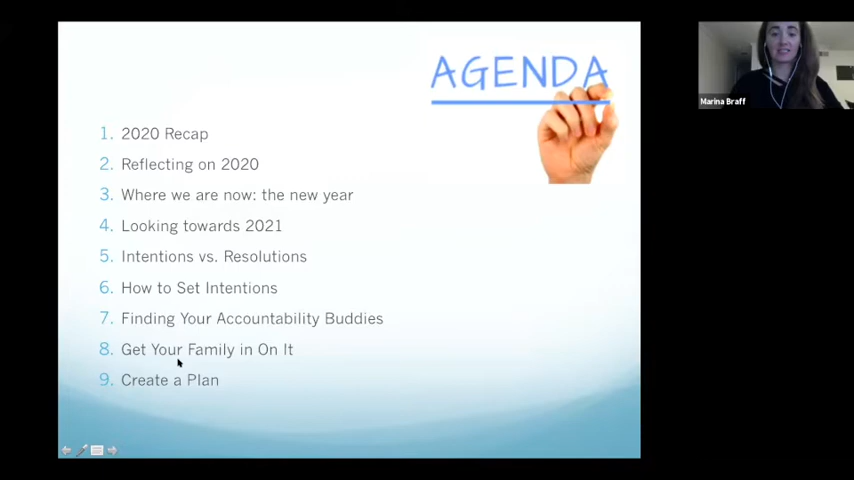 AGENDA
1. 2020 Recap
2. Reflecting on 2020
3. Where we are now: the new year
4. Looking towards 2021
5. Intentions vs. Resolutions
6. How to Set Intentions
7. Finding Your Accountability Buddies
8. Get Your Family in On It
9. Create a Plan
Marina Braff